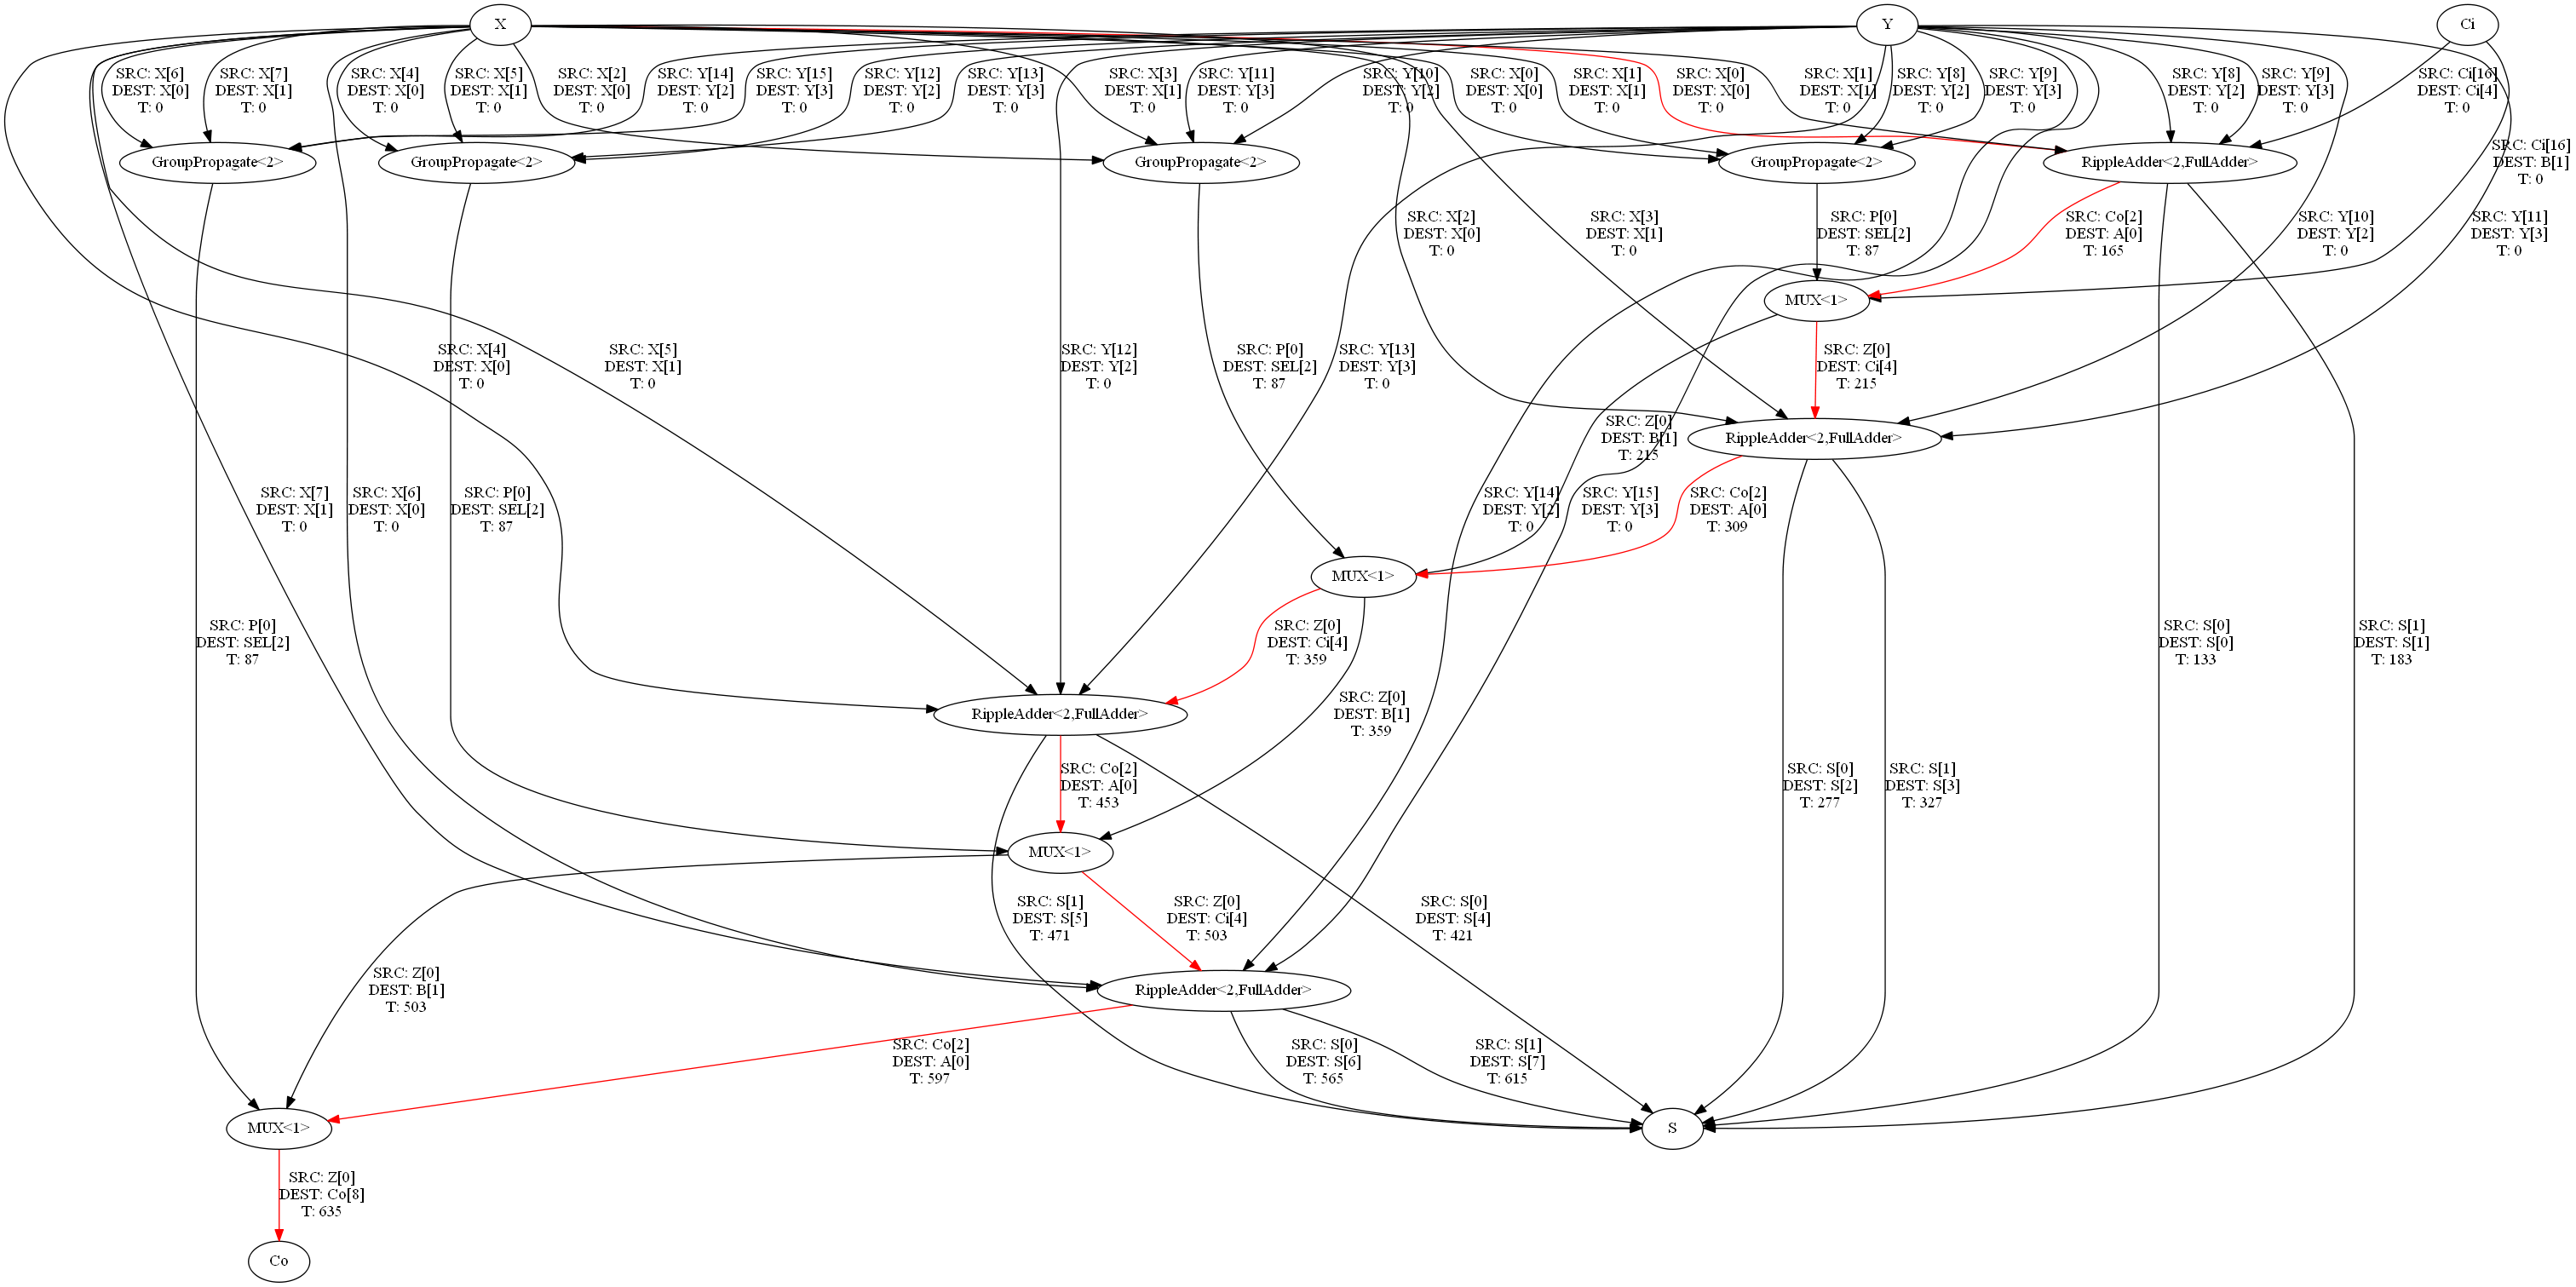 X
Y
Ci
SRC: X[6]
DEST: X[0]
T: 0
SRC: X[7]
DEST: X[1]
T: 0
SRC: X[4]
DEST: X[0]
T: 0
SRC: X[5]
DEST: X[1]
T: 0
SRC: X[2]
DEST: X[0]
T: 0
SRC: Y[14]
DEST: Y[2]
T: 0
SRC: Y[15]
DEST: Y[3]
T: 0
SRC: Y[12]
DEST: Y[2]
T: 0
SRC: Y[13]
DEST: Y[3]
T: 0
SRC: X[3]
DEST: X[1]
T: 0
SRC: Y[11]
DEST: Y[3]
T: 0
SRC: Y[10]
DEST: Y[2]
T: 0
SRC: X[0]
DEST: X[0]
T: 0
SRC: X[1]
DEST: X[1]
T: 0
SRC: X[0]
DEST: X[0]
T: 0
SRC: X[1]
DEST: X[1]
T: 0
SRC: Y[8]
DEST: Y[2]
T: 0
SRC: Y[9]
DEST: Y[3]
T: 0
SRC: Y[8]
DEST: Y[2]
T: 0
SRC: Y[9]
DEST: Y[3]
T: 0
SRC: Ci[16]
DEST: Ci[4]
T: 0
GroupPropagate<2>
GroupPropagate<2>
GroupPropagate<2>
GroupPropagate<2>
RippleAdder<2,FullAdder>
SRC: Ci[16]
DEST: B[1]
T: 0
SRC: X[2]
DEST: X[0]
T: 0
SRC: X[3]
DEST: X[1]
T: 0
SRC: P[0]
DEST: SEL[2]
T: 87
SRC: Co[2]
DEST: A[0]
T: 165
SRC: Y[10]
DEST: Y[2]
T: 0
SRC: Y[11]
DEST: Y[3]
T: 0
MUX<1>
SRC: X[4]
DEST: X[0]
T: 0
SRC: X[5]
DEST: X[1]
T: 0
SRC: Y[12]
DEST: Y[2]
T: 0
SRC: P[0]
DEST: SEL[2]
T: 87
SRC: Y[13]
DEST: Y[3]
T: 0
SRC: Z[0]
DEST: Ci[4]
T: 215
SRC: Z[0]
DEST: B[1]
T: 215
RippleAdder<2,FullAdder>
SRC: X[7]
DEST: X[1]
T: 0
SRC: X[6]
DEST: X[0]
T: 0
SRC: P[0]
DEST: SEL[2]
T: 87
SRC: Y[14]
DEST: Y[2]
T: 0
SRC: Y[15]
DEST: Y[3]
T: 0
SRC: Co[2]
DEST: A[0]
T: 309
MUX<1>
SRC: P[0]
DEST: SEL[2]
T: 87
SRC: Z[0]
DEST: Ci[4]
T: 359
SRC: S[0]
DEST: S[0]
T: 133
SRC: S[1]
DEST: S[1]
T: 183
RippleAdder<2,FullAdder>
SRC: Z[0]
DEST: B[1]
T: 359
SRC: Co[2]
DEST: A[0]
T: 453
SRC: S[0]
DEST: S[2]
T: 277
SRC: S[1]
DEST: S[3]
T: 327
MUX<1>
SRC: S[1]
DEST: S[5]
T: 471
SRC: Z[0]
DEST: Ci[4]
T: 503
SRC: S[0]
DEST: S[4]
T: 421
SRC: Z[0]
DEST: B[1]
T: 503
RippleAdder<2,FullAdder>
SRC: Co[2]
DEST: A[0]
T: 597
SRC: S[0]
DEST: S[6]
T: 565
SRC: S[1]
DEST: S[7]
T: 615
MUX<1>
S
SRC: Z[0]
DEST: Co[8]
T: 635
Co